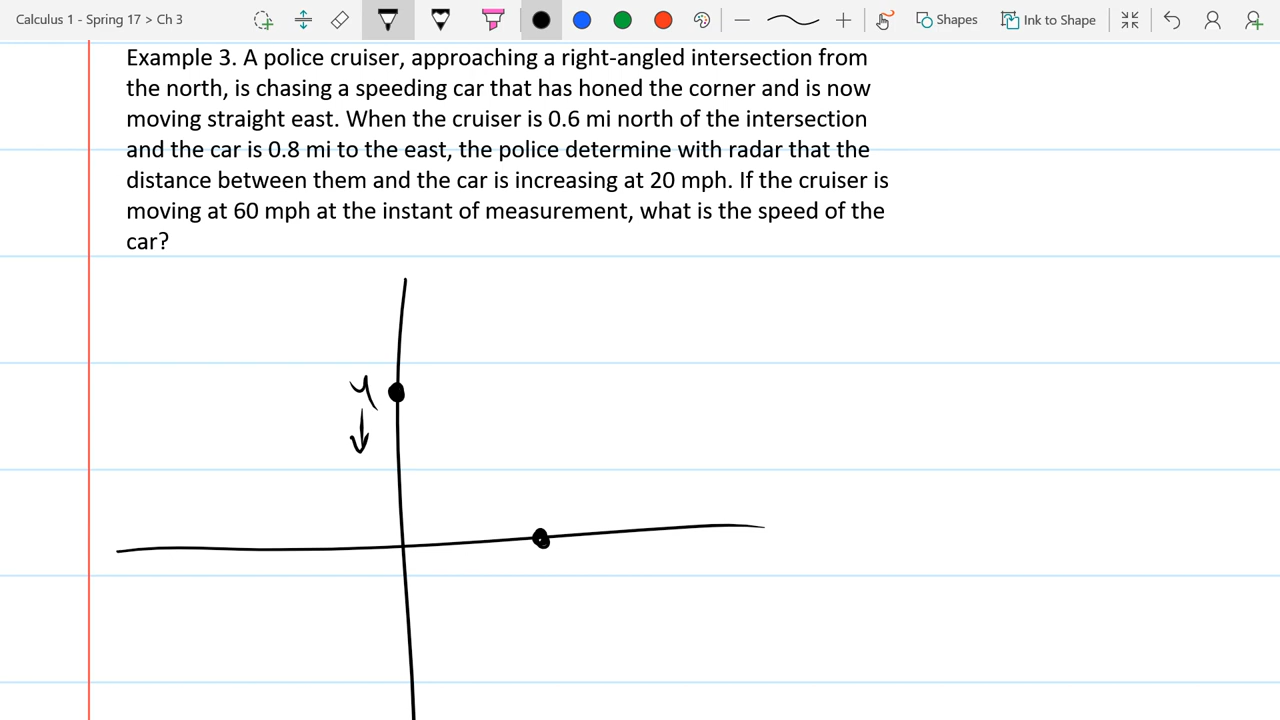 Calculus 1 - Spring 17 > Ch 3
Shapes
Ink to Shape
Example 3. A police cruiser, approaching a right-angled intersection from
the north, is chasing a speeding car that has honed the corner and is now
moving straight east. When the cruiser is 0.6 mi north of the intersection
and the car is 0.8 mi to the east, the police determine with radar that the
distance between them and the car is increasing at 20 mph. If the cruiser is
moving at 60 mph at the instant of measurement, what is the speed of the
car?
y